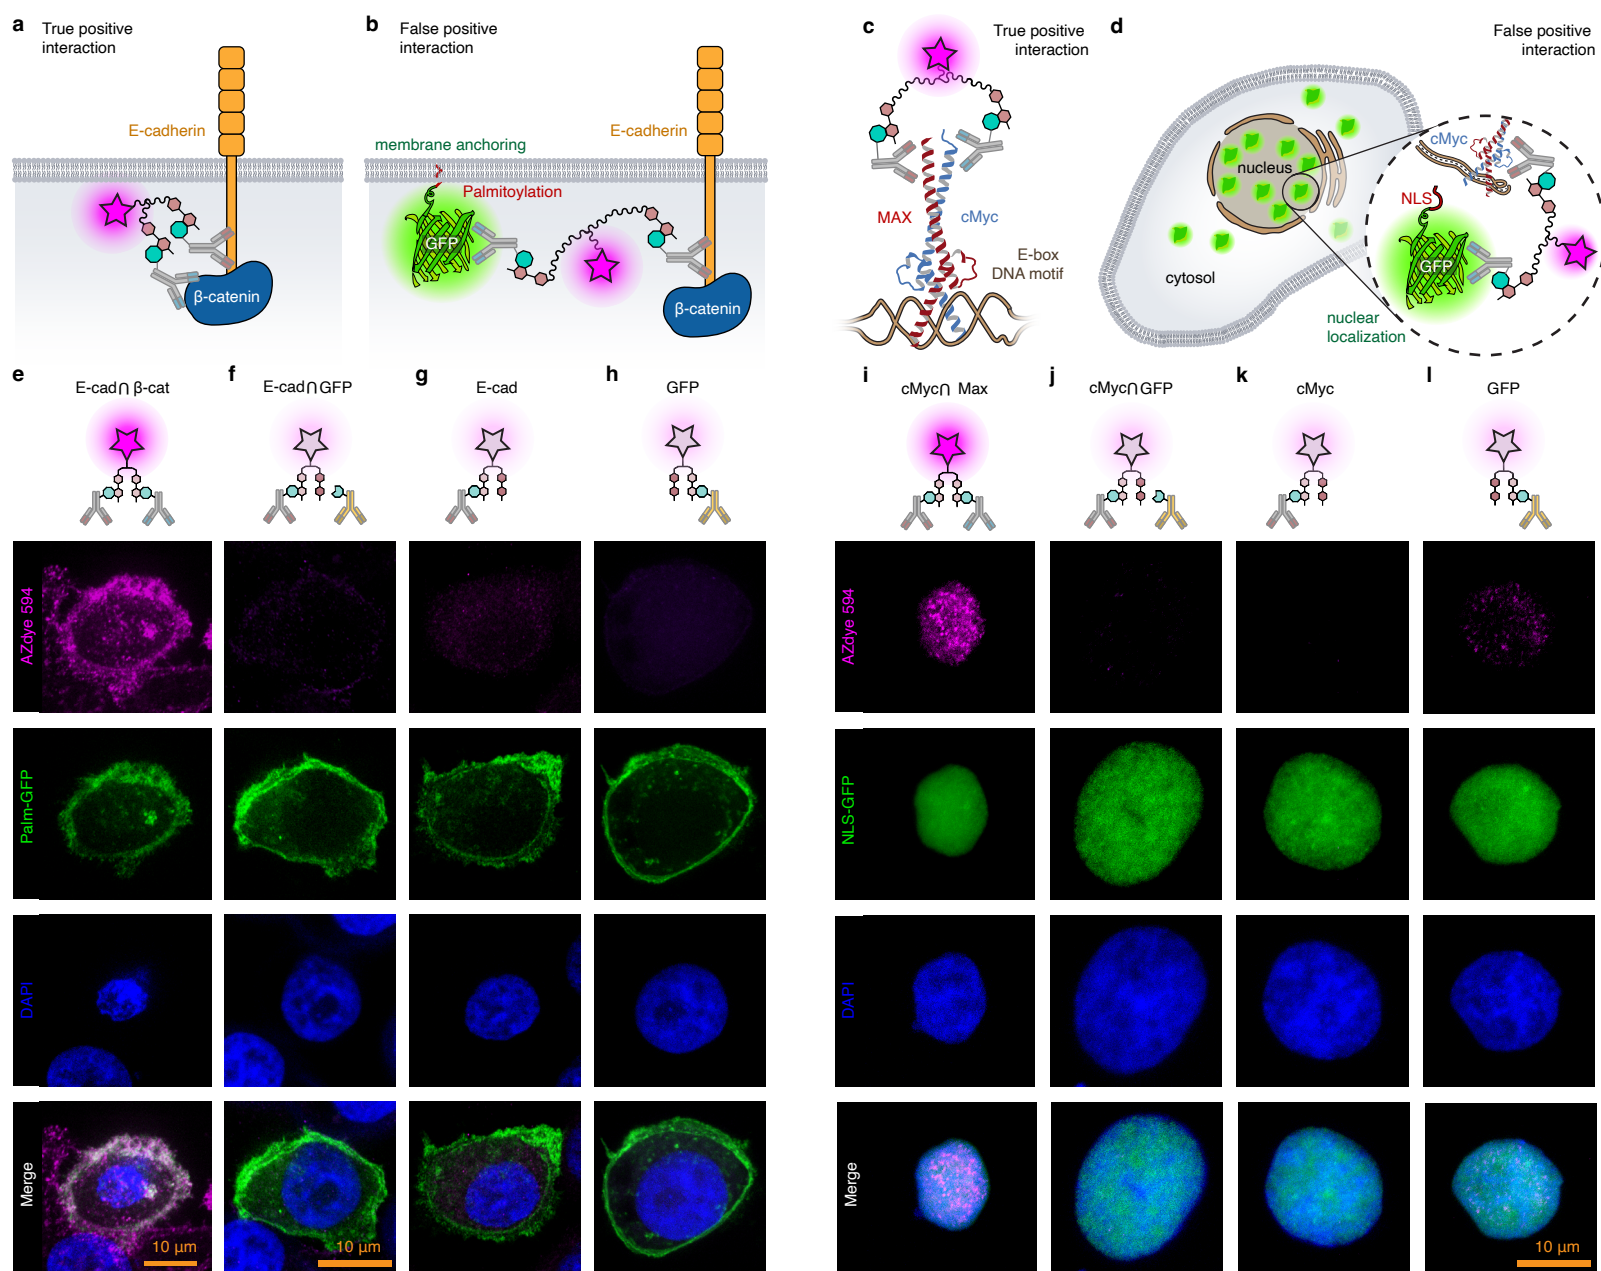 a
True positive
interaction
E-cadherin
β-catenin
b
False positive
interaction
E-cadherin
membrane anchoring
Palmitoylation
GFP
β-catenin
c
True positive
interaction
MAX
cMyc
E-box
DNA motif
d
False positive
interaction
nucleus
cytosol
cMyc
NLS
GFP
nuclear
localization
e
E-cad∩ β-cat
f
E-cad∩GFP
g
E-cad
h
GFP
i
cMyc∩ Max
j
cMyc∩GFP
k
cMyc
l
GFP
AZdye 594
Palm-GFP
DAPI
Merge
10 μm
10 μm
AZdye 594
NLS-GFP
DAPI
Merge
10 μm